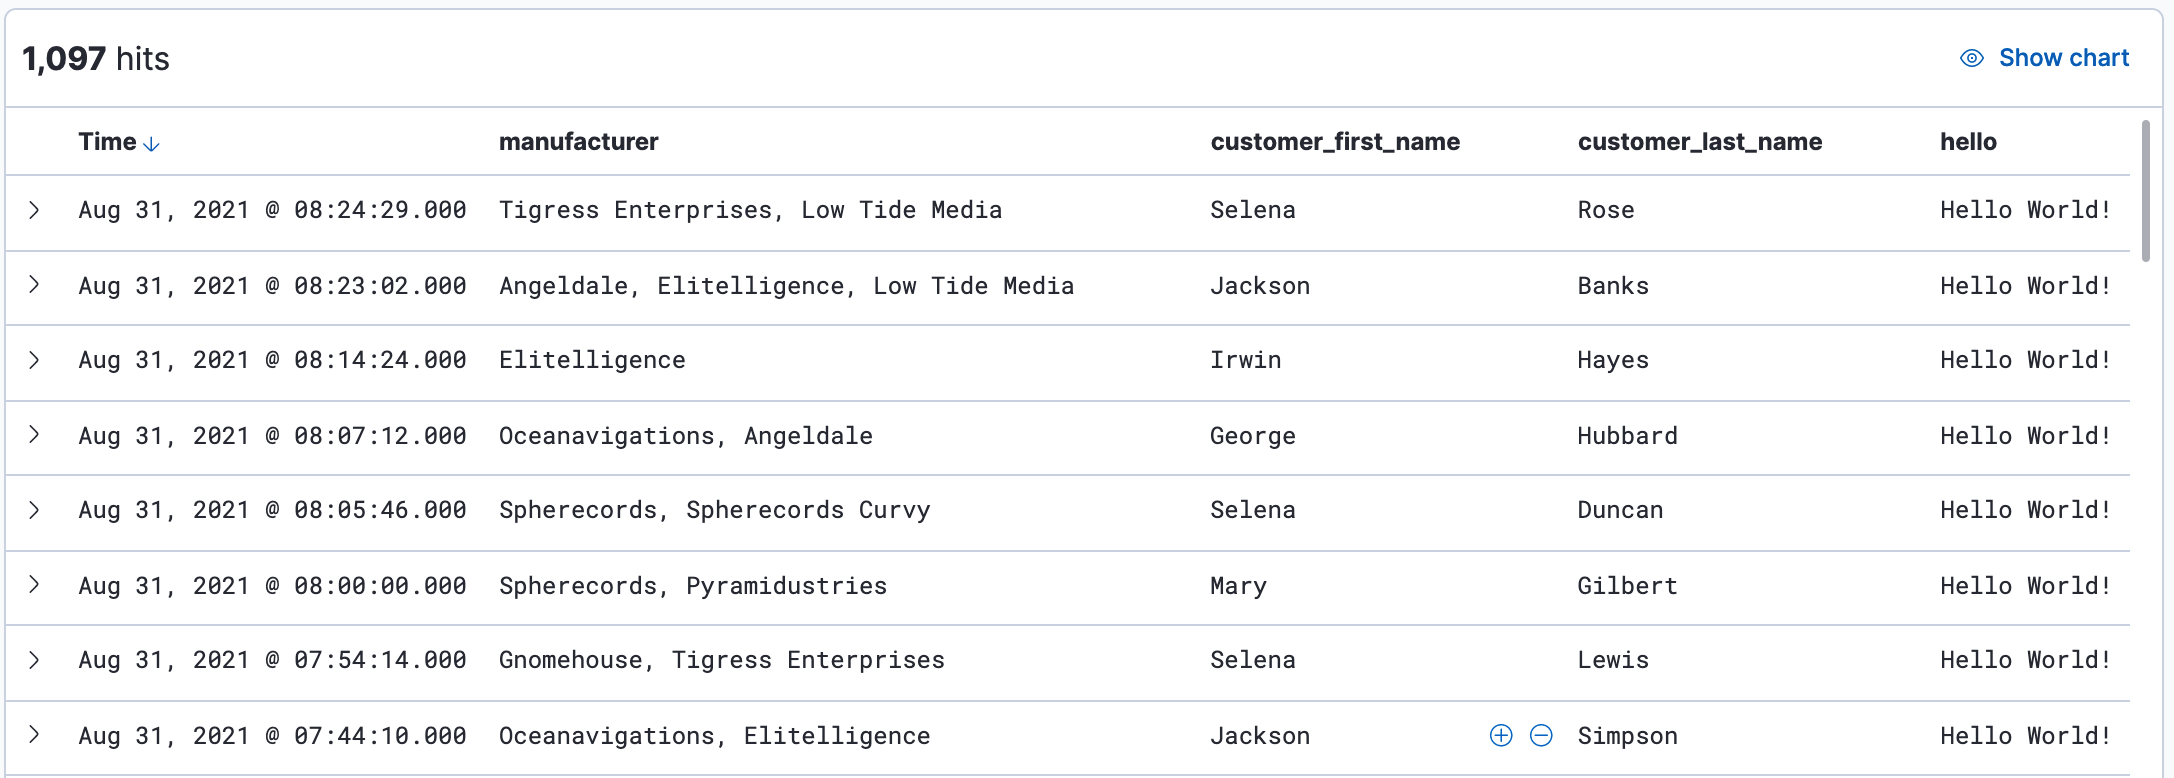 1,097 hits Show chart
Time manufacturer customer_first_name customer_last_name hello
Aug 31, 2021 @ 08:24:29.000 Tigress Enterprises, Low Tide Media Selena Rose Hello World!
Aug 31, 2021 @ 08:23:02.000 Angeldale, Elitelligence, Low Tide Media Jackson Banks Hello World!
Aug 31, 2021 @ 08:14:24.000 Elitelligence Irwin Hayes Hello World!
Aug 31, 2021 @ 08:07:12.000 Oceanavigations, Angeldale George Hubbard Hello World!
Aug 31, 2021 @ 08:05:46.000 Spherecords, Spherecords Curvy Selena Duncan Hello World!
Aug 31, 2021 @ 08:00:00.000 Spherecords, Pyramidustries Mary Gilbert Hello World!
Aug 31, 2021 @ 07:54:14.000 Gnomehouse, Tigress Enterprises Selena Lewis Hello World!
Aug 31, 2021 @ 07:44:10.000 Oceanavigations, Elitelligence Jackson Simpson Hello World!